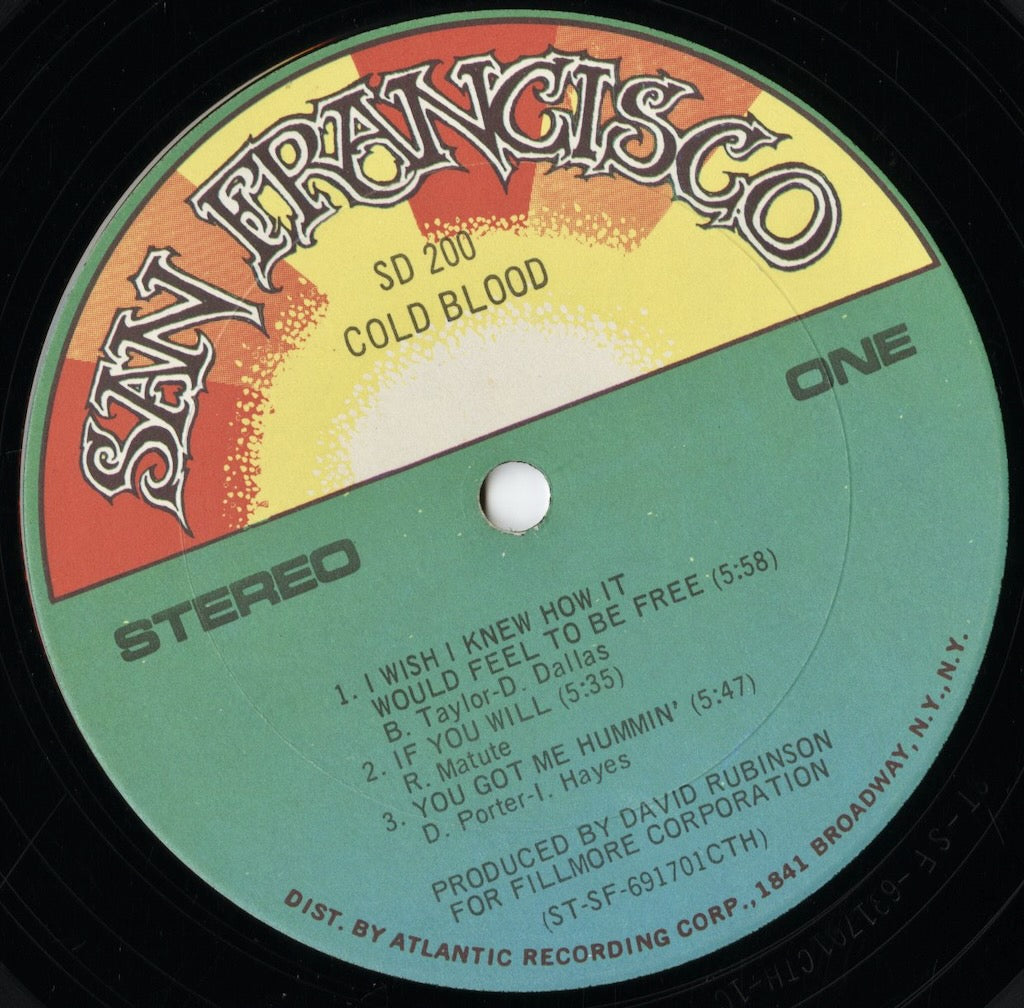 SAN FRANCISCO
SD 200
COLD BLOOD
ONE
STEREO
1. I WISH I KNEW HOW IT
WOULD FEEL TO BE FREE (5:58)
B. Taylor-D. Dallas
2. IF YOU WILL (5:35)
R. Matute
3. YOU GOT ME HUMMIN' (5:47)
D. Porter-I. Hayes
PRODUCED BY DAVID RUBINSON
FOR FILLMORE CORPORATION
(ST-SF-691701CTH)
DIST. BY ATLANTIC RECORDING CORP., 1841 BROADWAY, N.Y., N.Y.